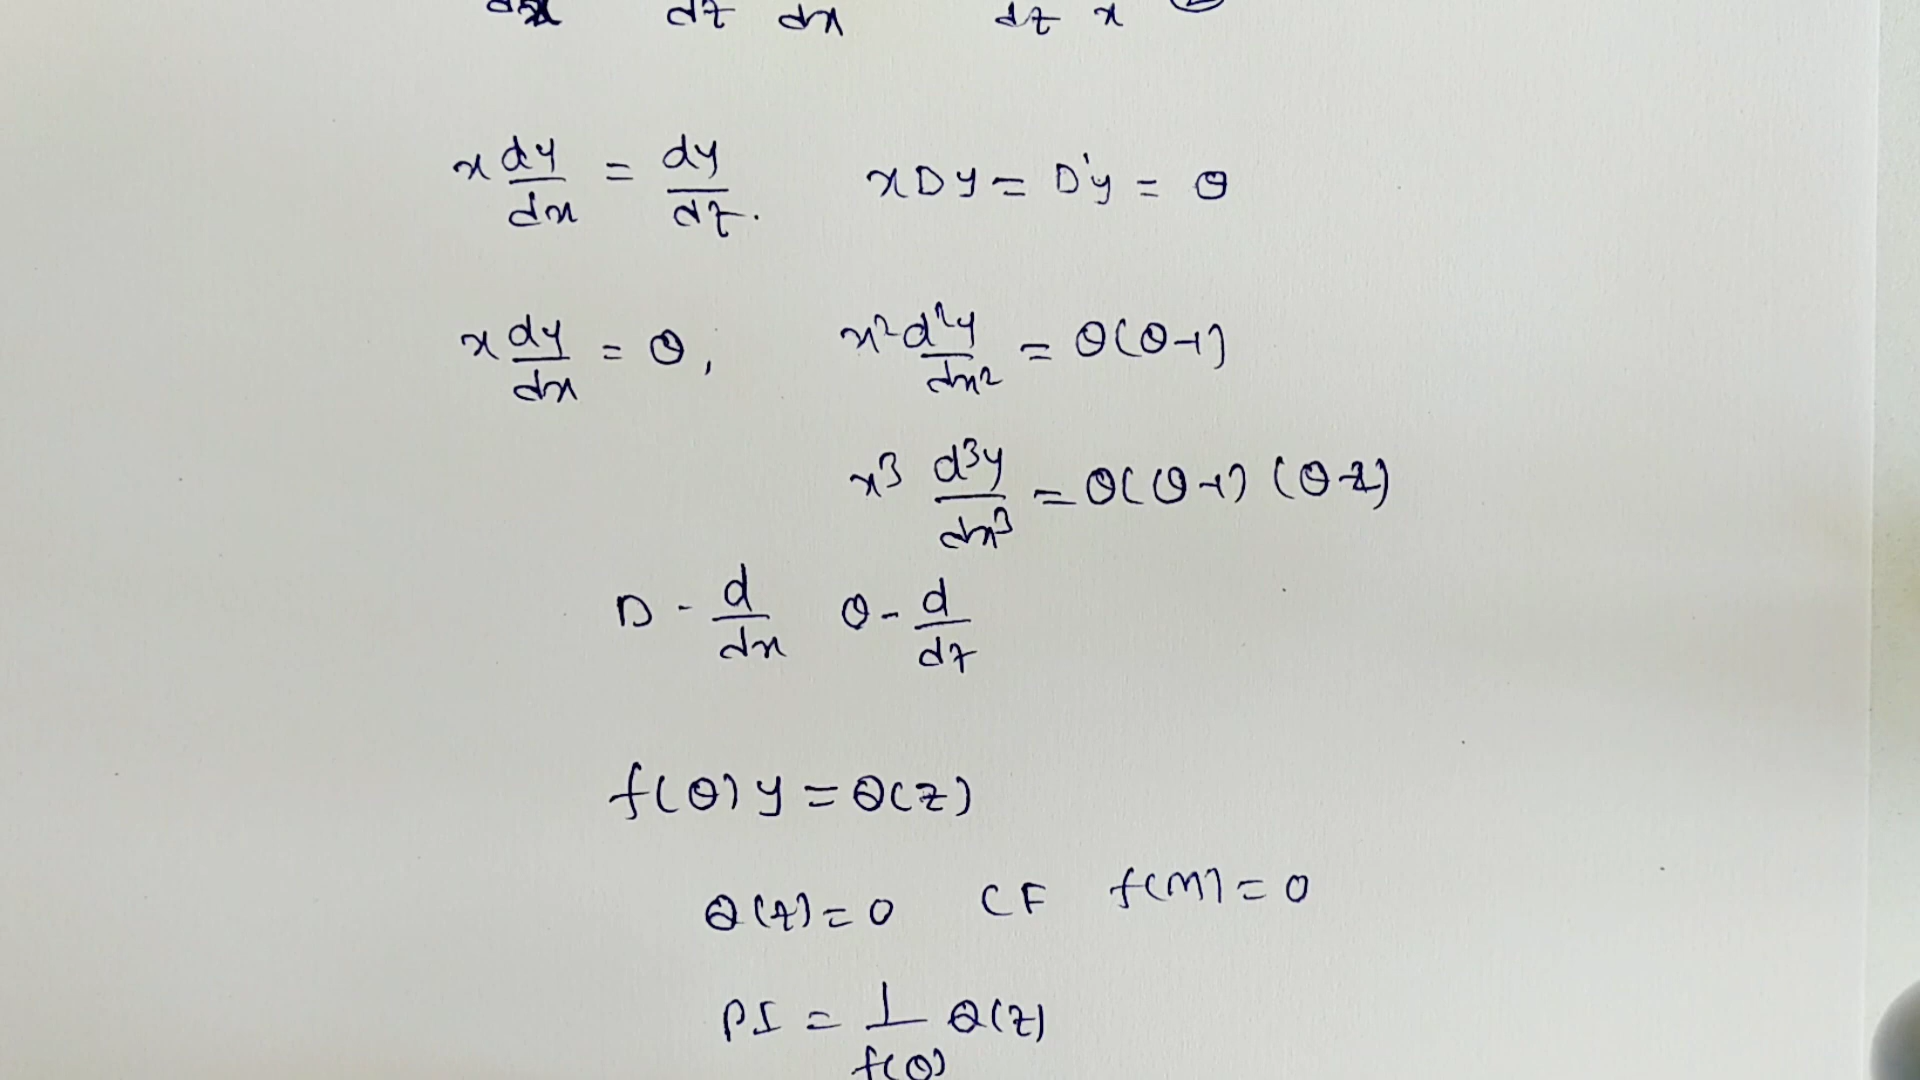 dx dz dx dz x
x dy/dx = dy/dz. xDy = D'y = θ
x dy/dx = θ, x² d²y/dx² = θ(θ-1)
x³ d³y/dx³ = θ(θ-1) (θ-2)
D - d/dx θ - d/dz
f(θ) y = Q(z)
Q(z) = 0 CF f(m) = 0
PI = 1/f(θ) Q(z)